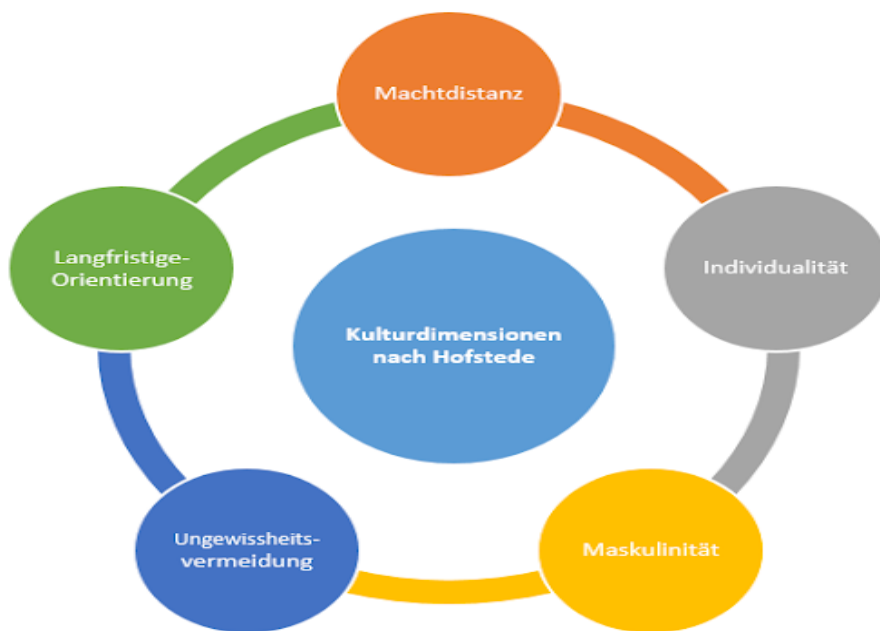 Machtdistanz
Langfristige-
Orientierung
Individualität
Kulturdimensionen
nach Hofstede
Ungewissheits-
vermeidung
Maskulinität